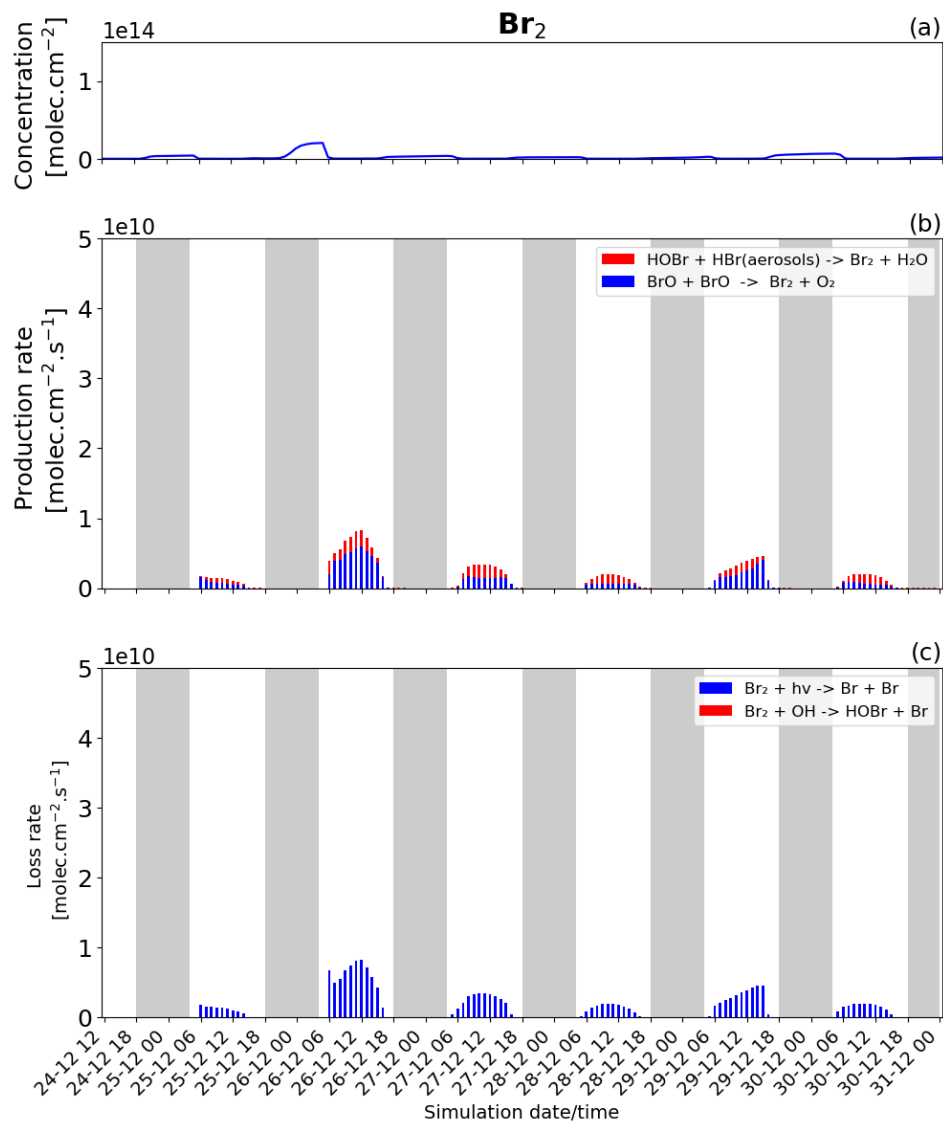 Br₂
(a)
1e14
Concentration
[molec.cm⁻²]
1
0
(b)
1e10
Production rate
[molec.cm⁻².s⁻¹]
5
4
3
2
1
0
HOBr + HBr(aerosols) -> Br₂ + H₂O
BrO + BrO -> Br₂ + O₂
(c)
1e10
Loss rate
[molec.cm⁻².s⁻¹]
5
4
3
2
1
0
Br₂ + hv -> Br + Br
Br₂ + OH -> HOBr + Br
24-12 12
24-12 18
25-12 00
25-12 06
25-12 12
25-12 18
26-12 00
26-12 06
26-12 12
26-12 18
27-12 00
27-12 06
27-12 12
27-12 18
28-12 00
28-12 06
28-12 12
28-12 18
29-12 00
29-12 06
29-12 12
29-12 18
30-12 00
30-12 06
30-12 12
30-12 18
31-12 00
Simulation date/time